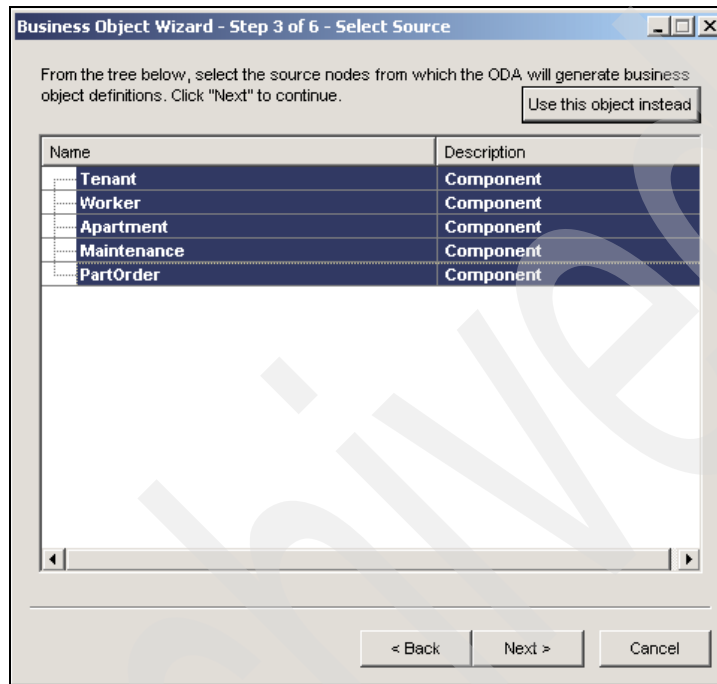 Business Object Wizard - Step 3 of 6 - Select Source
From the tree below, select the source nodes from which the ODA will generate business
object definitions. Click "Next" to continue.
Use this object instead
Name Description
Tenant Component
Worker Component
Apartment Component
Maintenance Component
PartOrder Component
< Back Next > Cancel